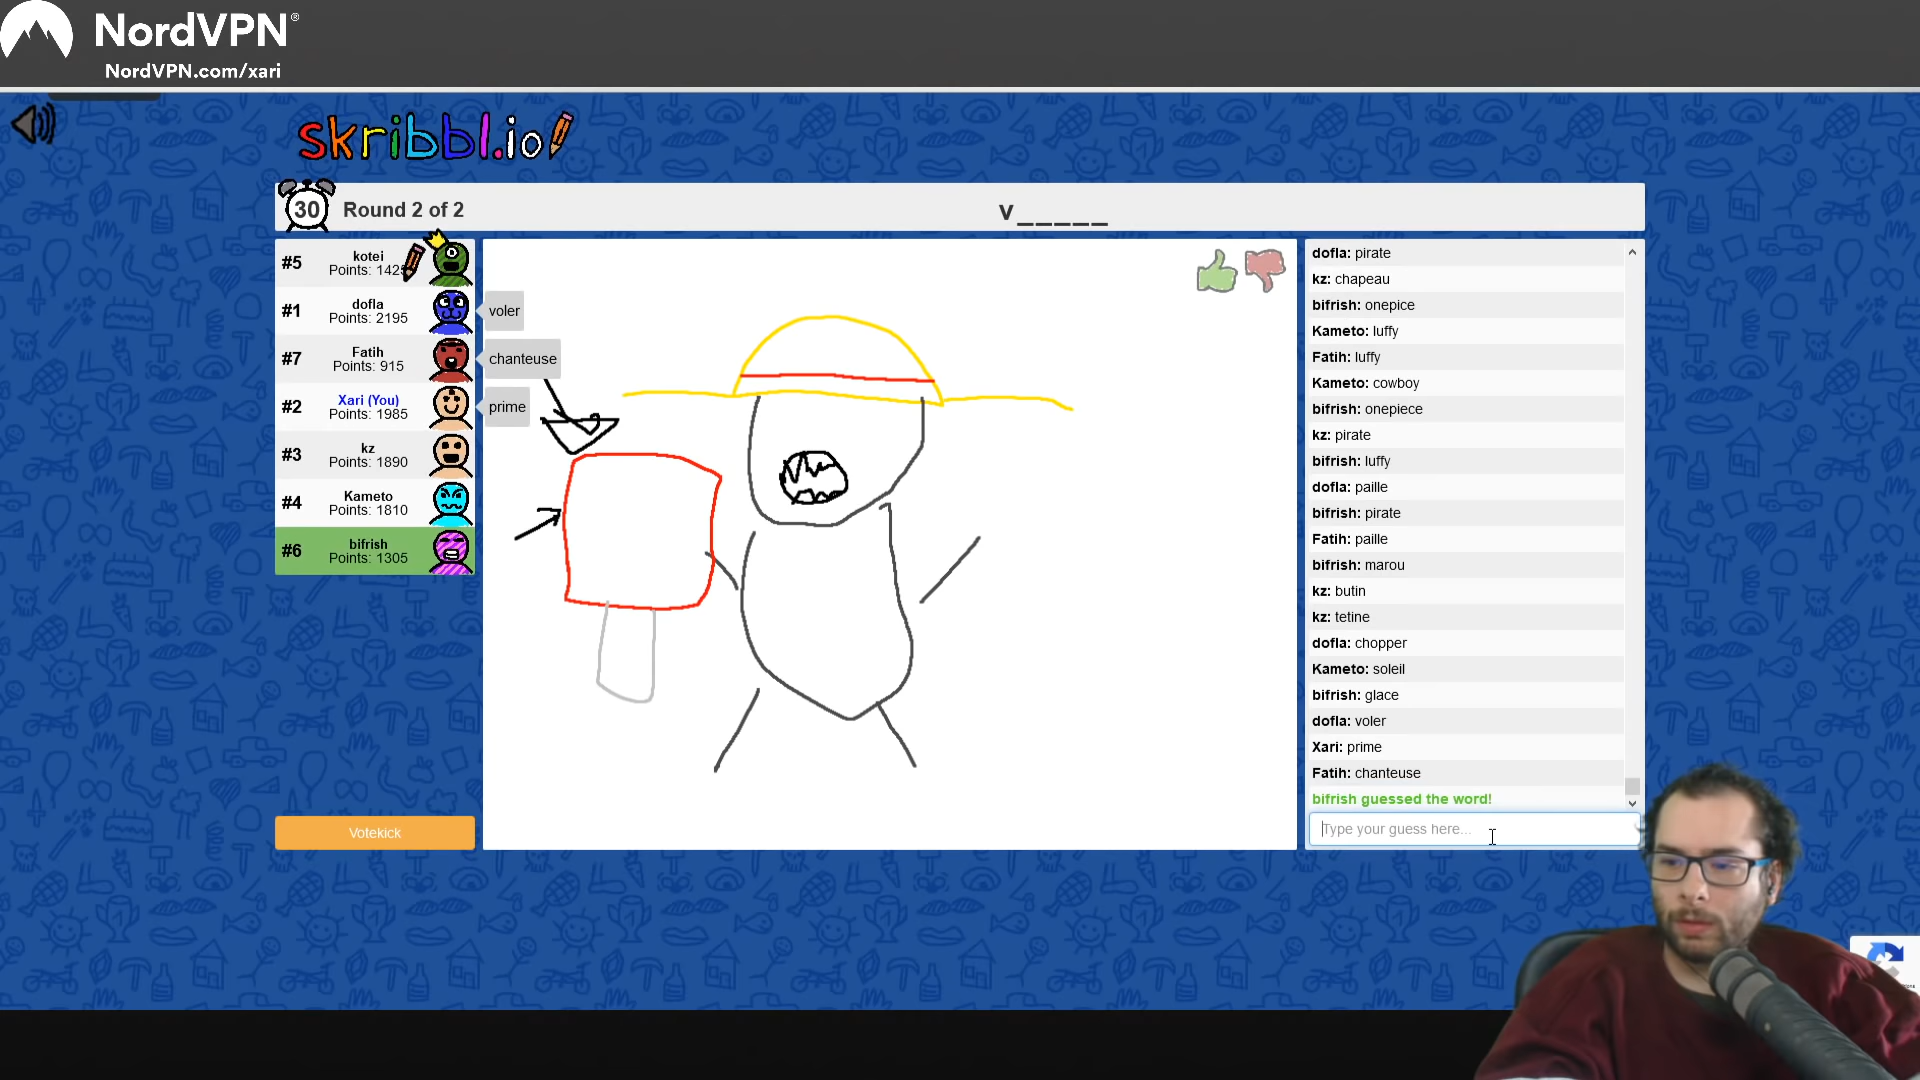 NordVPN®
NordVPN.com/xari
skribbl.io
30
Round 2 of 2
V_____
#5
kotei
Points: 1425
#1
dofla
Points: 2195
voler
#7
Fatih
Points: 915
chanteuse
#2
Xari (You)
Points: 1985
prime
#3
kz
Points: 1890
#4
Kameto
Points: 1810
#6
bifrish
Points: 1305
Votekick
dofla: pirate
kz: chapeau
bifrish: onepice
Kameto: luffy
Fatih: luffy
Kameto: cowboy
bifrish: onepiece
kz: pirate
bifrish: luffy
dofla: paille
bifrish: pirate
Fatih: paille
bifrish: marou
kz: butin
kz: tetine
dofla: chopper
Kameto: soleil
bifrish: glace
dofla: voler
Xari: prime
Fatih: chanteuse
bifrish guessed the word!
Type your guess here...